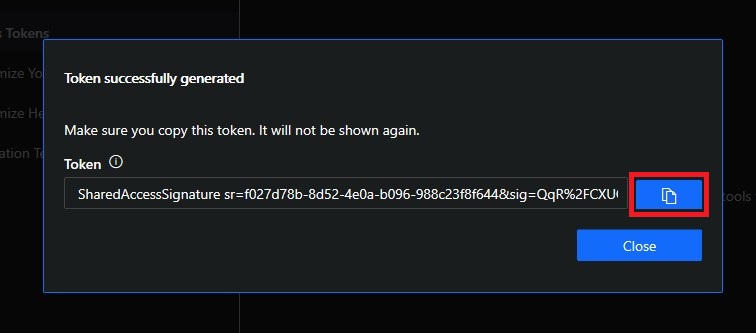 s Tokens
Token successfully generated
mize Yo
Make sure you copy this token. It will not be shown again.
mize He
ation Te
Token
SharedAccessSignature sr=f027d78b-8d52-4e0a-b096-988c23f8f644&sig=QqR%2FCXU
tools
Close